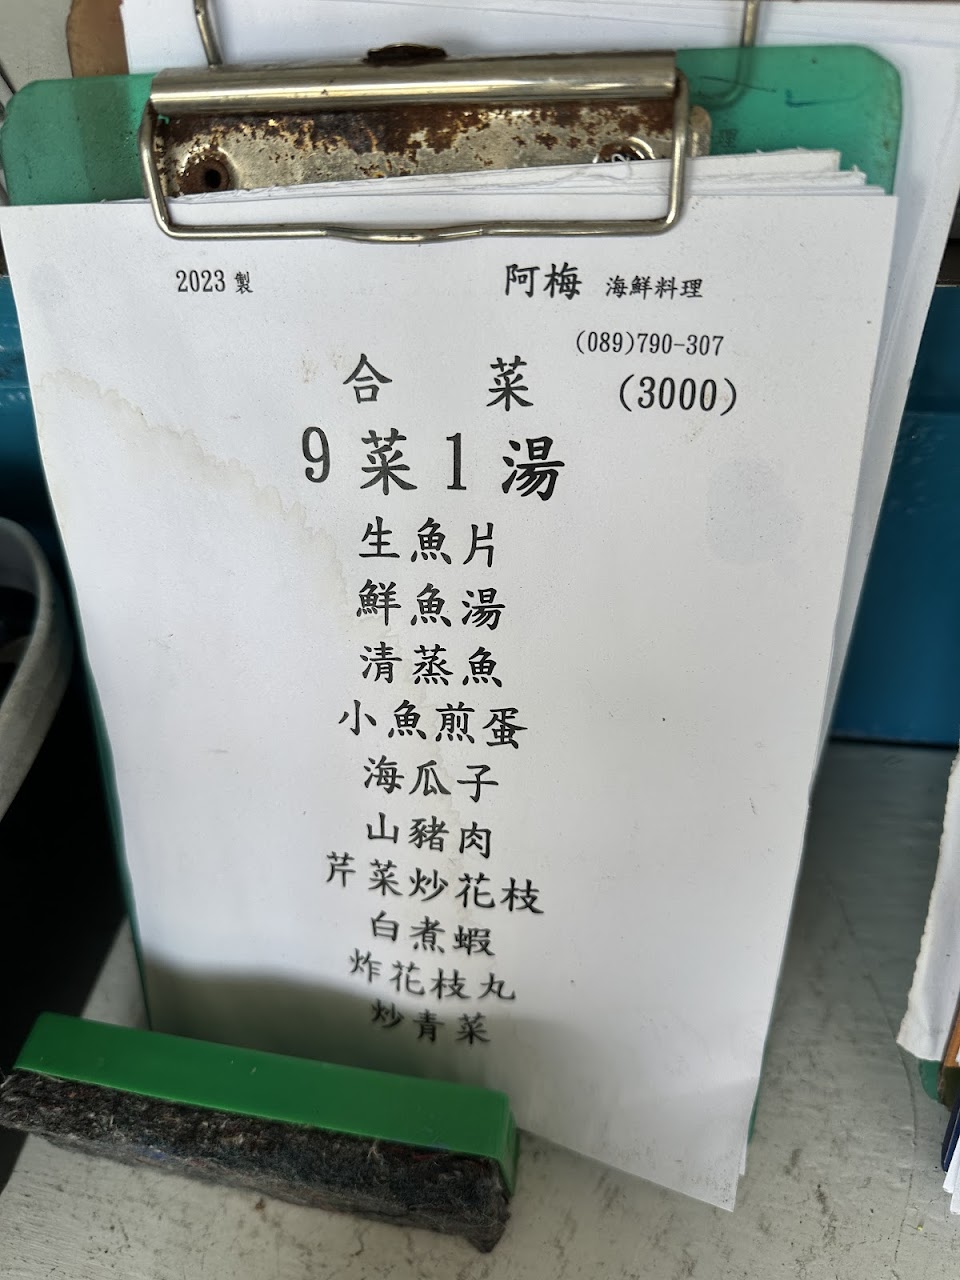 2023 製 阿梅 海鮮料理
(089)790-307
合 菜 (3000)
9 菜 1 湯
生魚片
鮮魚湯
清蒸魚
小魚煎蛋
海瓜子
山豬肉
芹菜炒花枝
白煮蝦
炸花枝丸
炒青菜